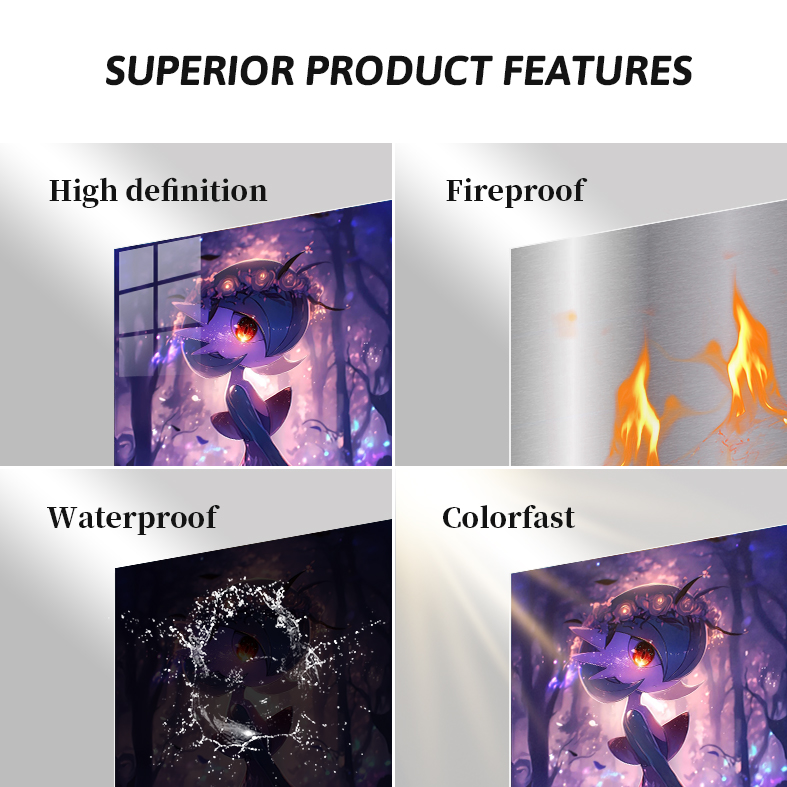 SUPERIOR PRODUCT FEATURES
High definition
Fireproof
Waterproof
Colorfast